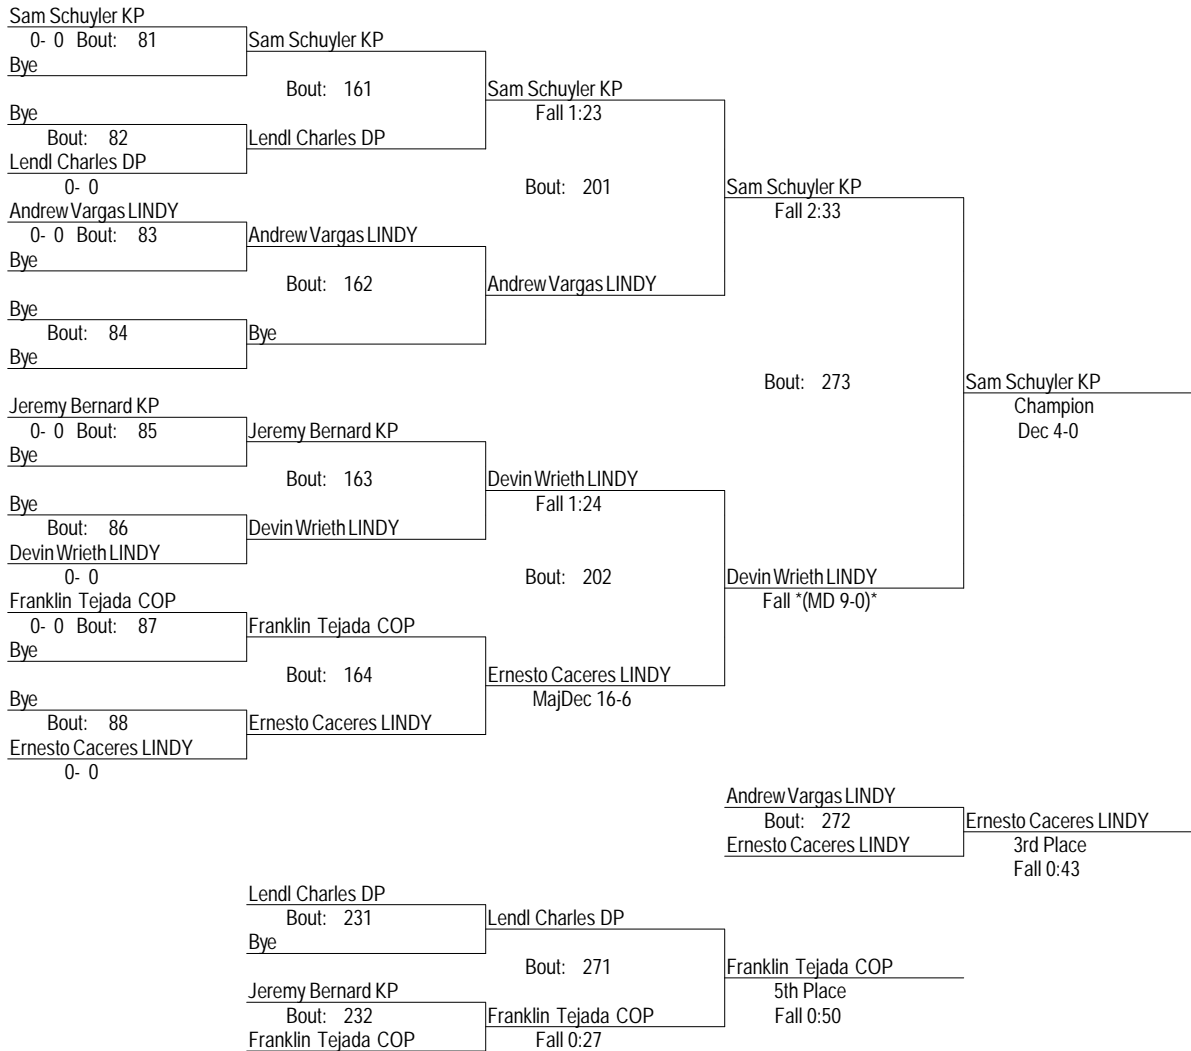 Sam Schuyler KP
0- 0 Bout: 81
Bye
Sam Schuyler KP
Bout: 161
Bye
Bout: 82
Lendl Charles DP
0- 0
Lendl Charles DP
Sam Schuyler KP
Fall 1:23
Bout: 201
Andrew Vargas LINDY
0- 0 Bout: 83
Bye
Andrew Vargas LINDY
Bout: 162
Bye
Bout: 84
Bye
Bye
Andrew Vargas LINDY
Sam Schuyler KP
Fall 2:33
Bout: 273
Jeremy Bernard KP
0- 0 Bout: 85
Bye
Jeremy Bernard KP
Bout: 163
Bye
Bout: 86
Devin Wrieth LINDY
0- 0
Devin Wrieth LINDY
Devin Wrieth LINDY
Fall 1:24
Bout: 202
Franklin Tejada COP
0- 0 Bout: 87
Bye
Franklin Tejada COP
Bout: 164
Bye
Bout: 88
Ernesto Caceres LINDY
0- 0
Ernesto Caceres LINDY
Ernesto Caceres LINDY
MajDec 16-6
Devin Wrieth LINDY
Fall *(MD 9-0)*
Sam Schuyler KP
Champion
Dec 4-0
Andrew Vargas LINDY
Bout: 272
Ernesto Caceres LINDY
Ernesto Caceres LINDY
3rd Place
Fall 0:43
Lendl Charles DP
Bout: 231
Bye
Lendl Charles DP
Bout: 271
Jeremy Bernard KP
Bout: 232
Franklin Tejada COP
Franklin Tejada COP
Fall 0:27
Franklin Tejada COP
5th Place
Fall 0:50